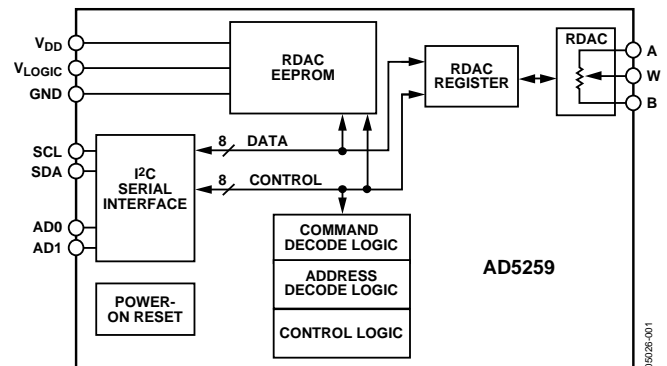 VDD
VLOGIC
GND
SCL
SDA
AD0
AD1
RDAC
EEPROM
RDAC
REGISTER
RDAC
A
W
B
8 DATA
8 CONTROL
I2C
SERIAL
INTERFACE
COMMAND
DECODE LOGIC
ADDRESS
DECODE LOGIC
CONTROL LOGIC
POWER-
ON RESET
AD5259
05026-001